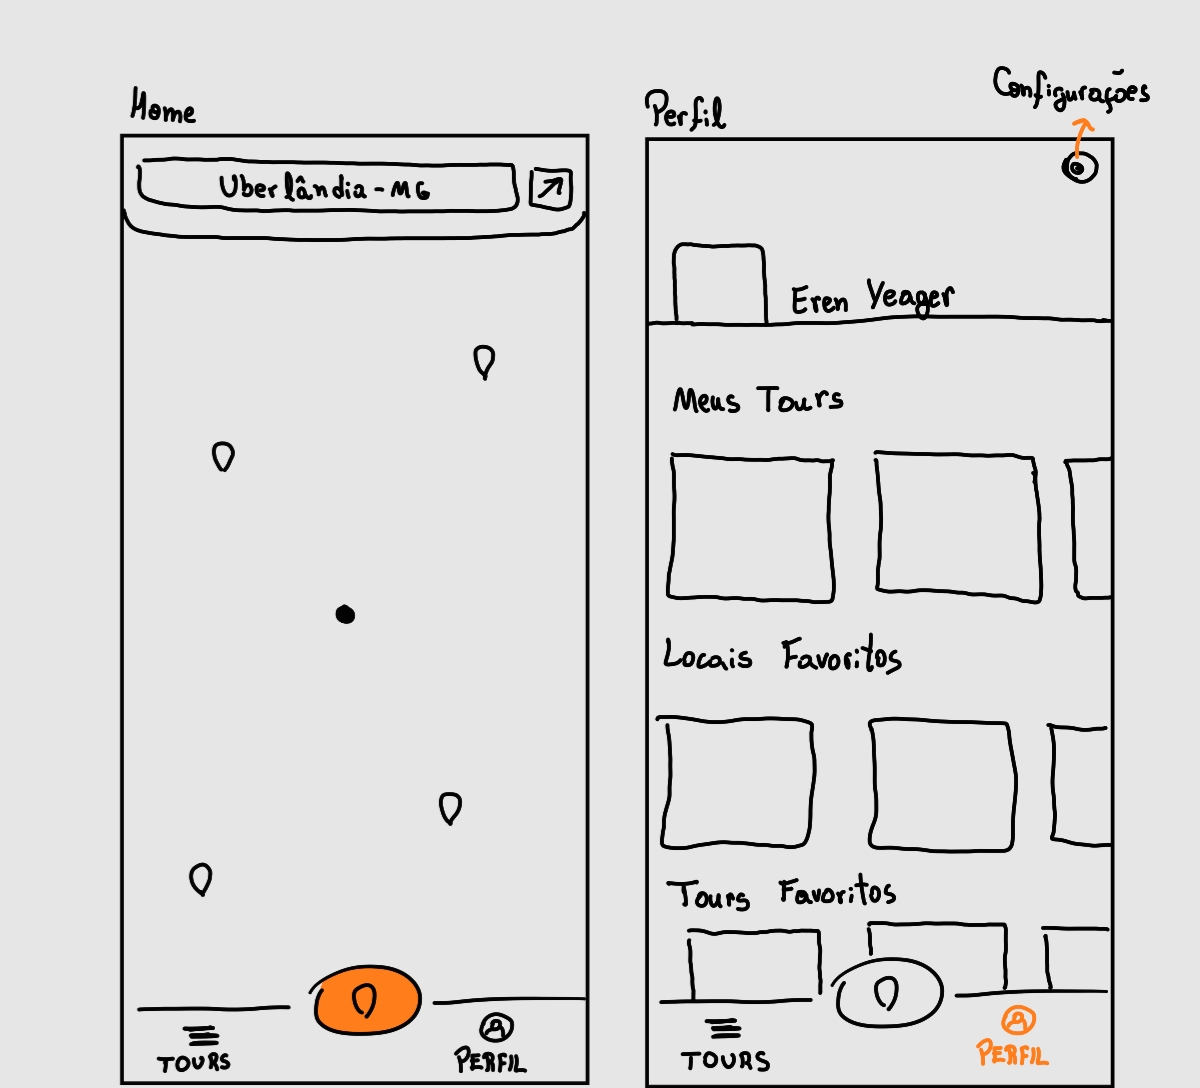 Home
Uberlândia - MG
TOURS
PERFIL
Configurações
Perfil
Eren Yeager
Meus Tours
Locais Favoritos
Tours Favoritos
TOURS
PERFIL